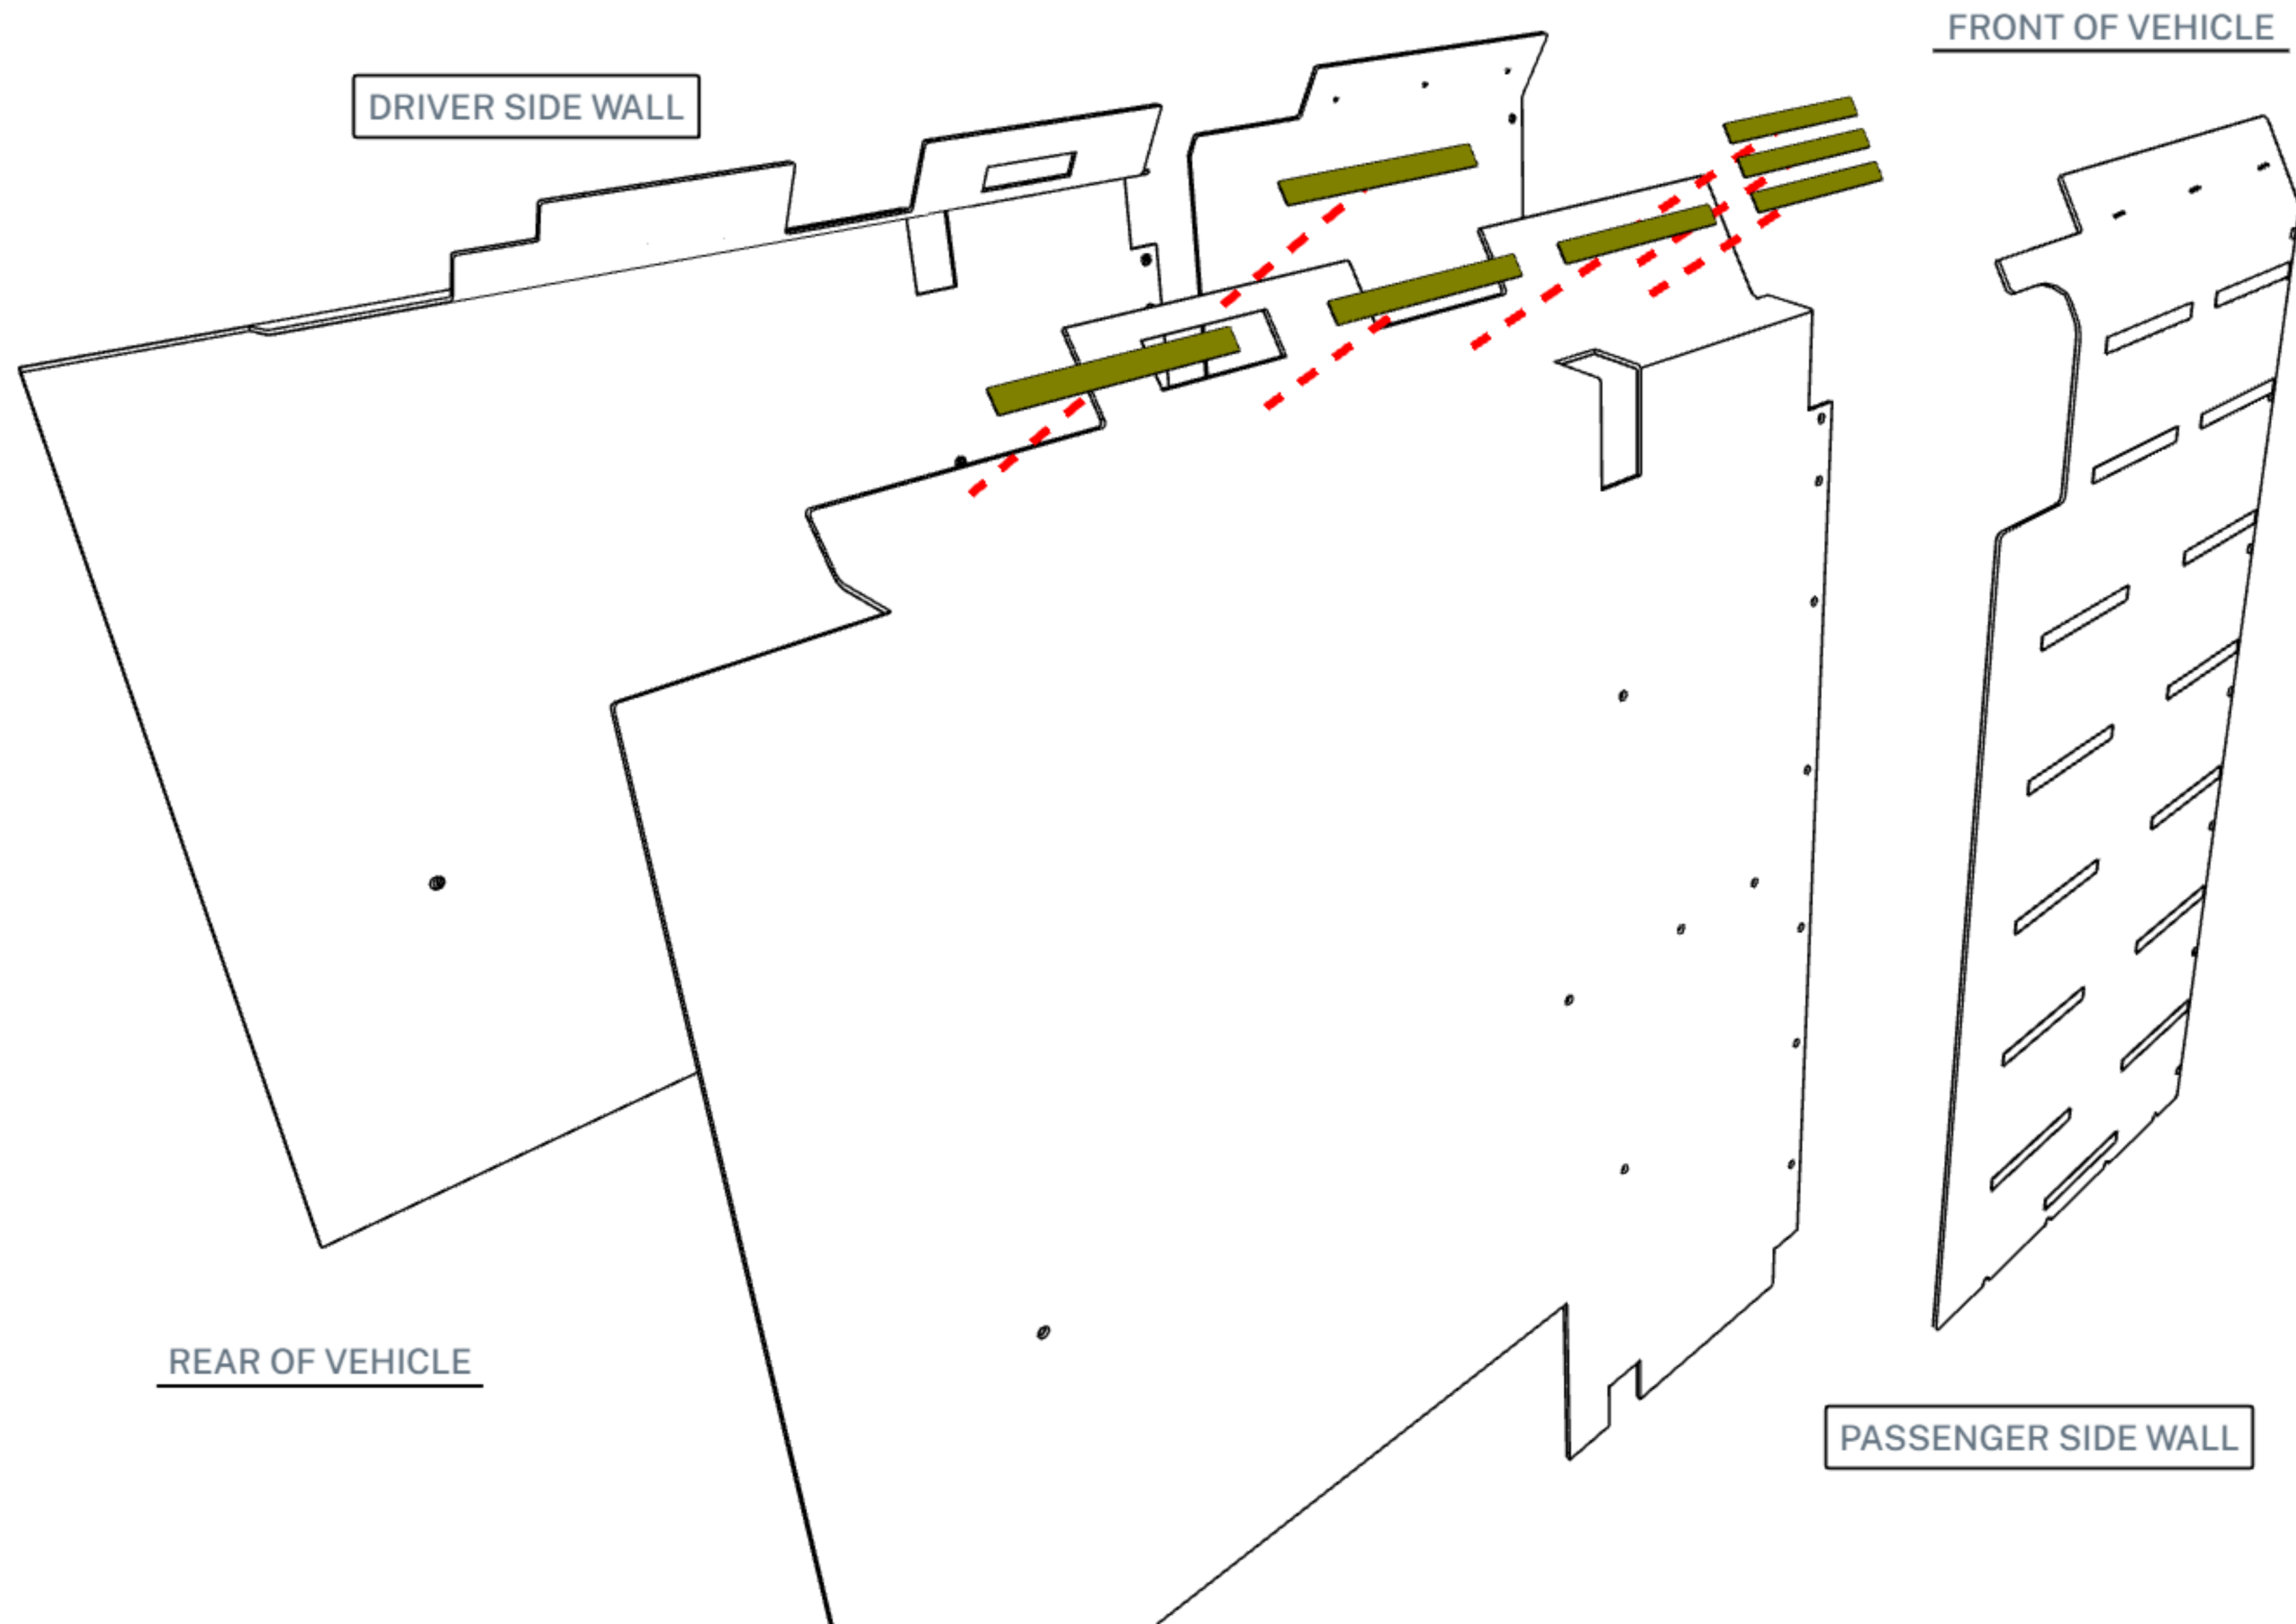 FRONT OF VEHICLE
DRIVER SIDE WALL
REAR OF VEHICLE
PASSENGER SIDE WALL